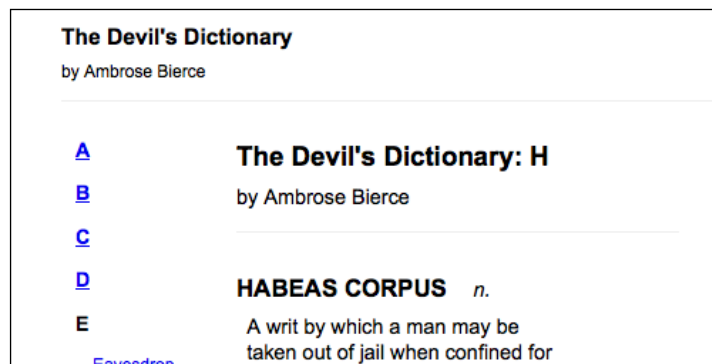 The Devil's Dictionary
by Ambrose Bierce
A
B
C
D
E
Eavesdrop
The Devil's Dictionary: H
by Ambrose Bierce
HABEAS CORPUS n.
A writ by which a man may be
taken out of jail when confined for